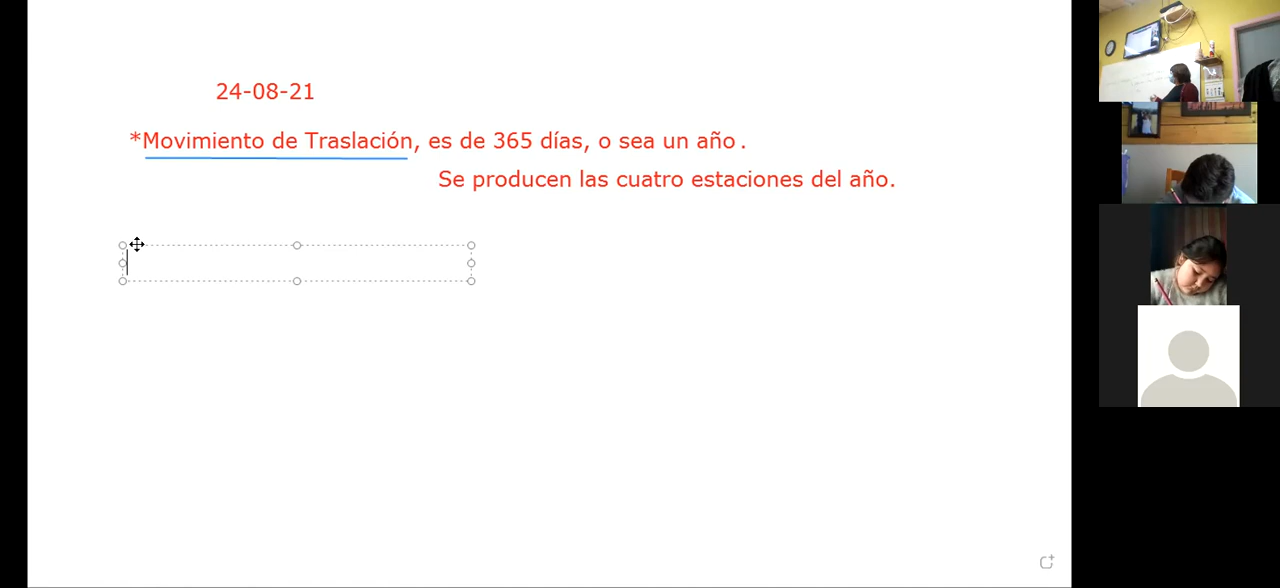 24-08-21
*Movimiento de Traslación, es de 365 días, o sea un año .
Se producen las cuatro estaciones del año.